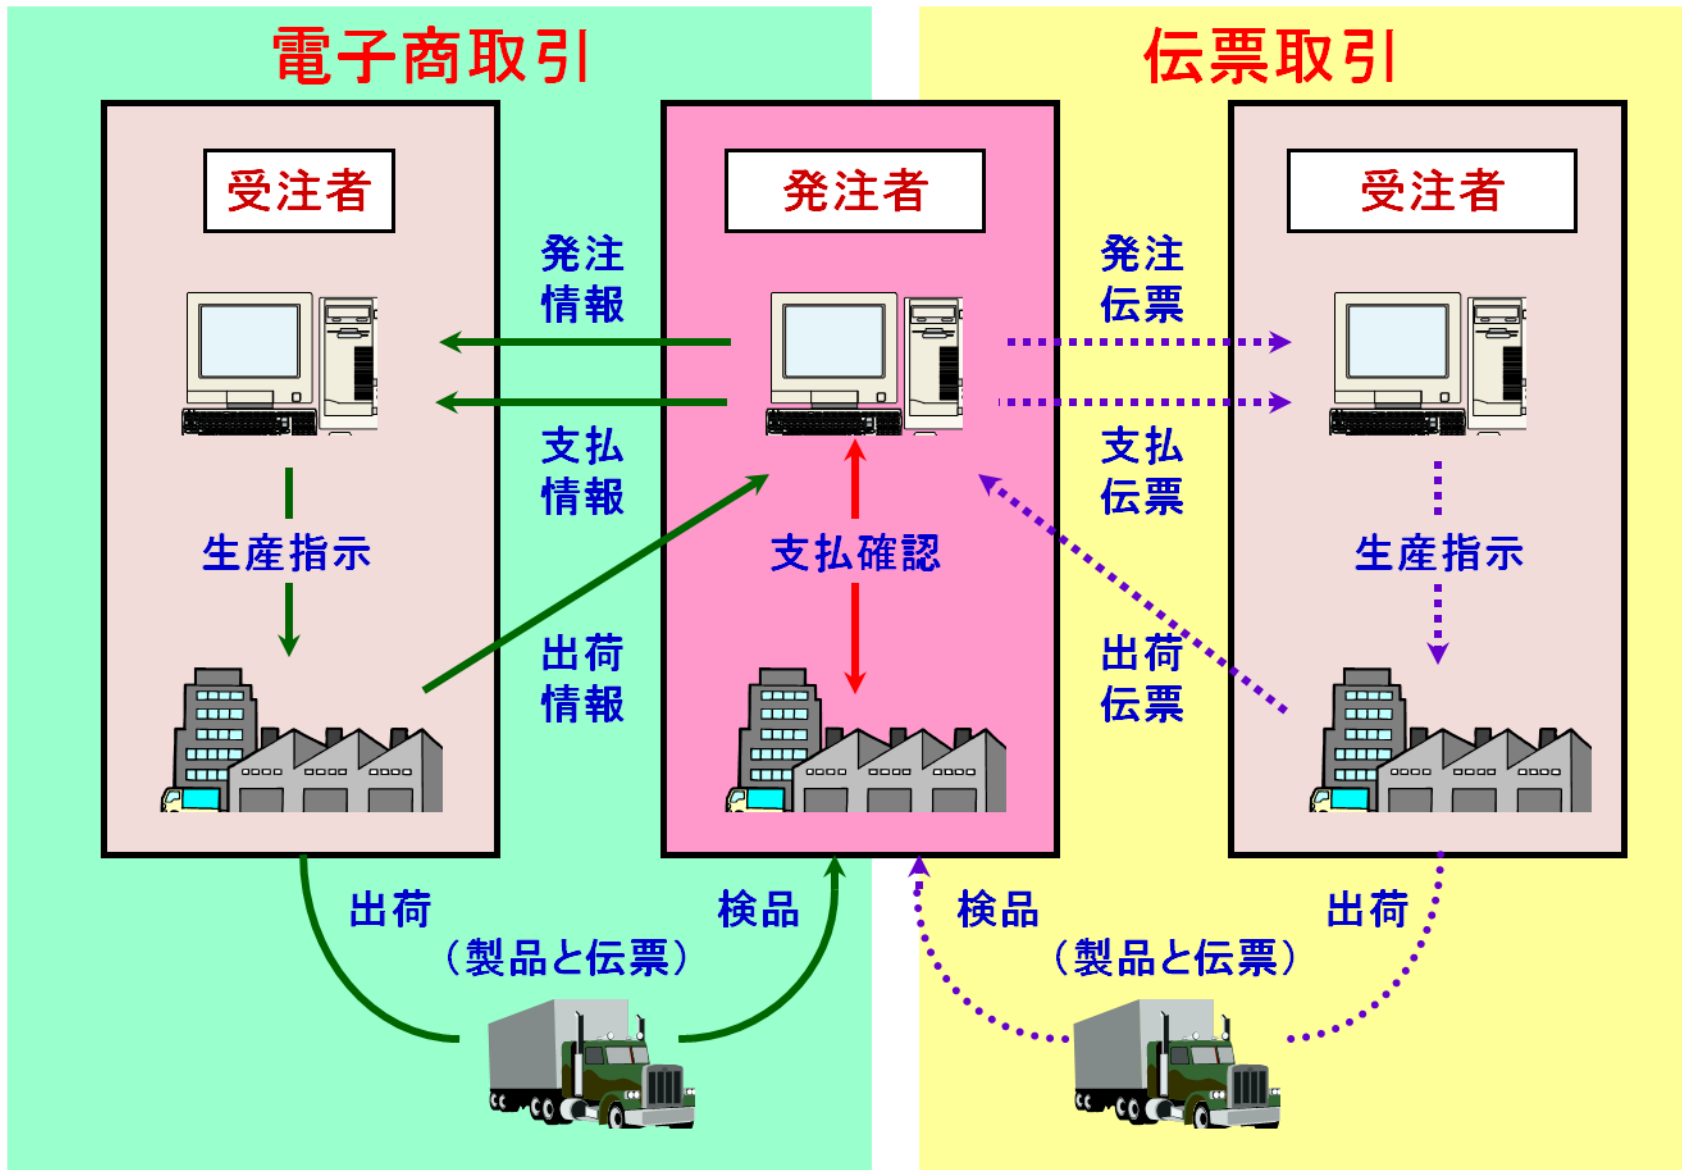 電子商取引
伝票取引
受注者
発注者
受注者
発注
情報
発注
伝票
支払
情報
支払
伝票
生産指示
支払確認
生産指示
出荷
情報
出荷
伝票
出荷
検品
(製品と伝票)
検品
出荷
(製品と伝票)